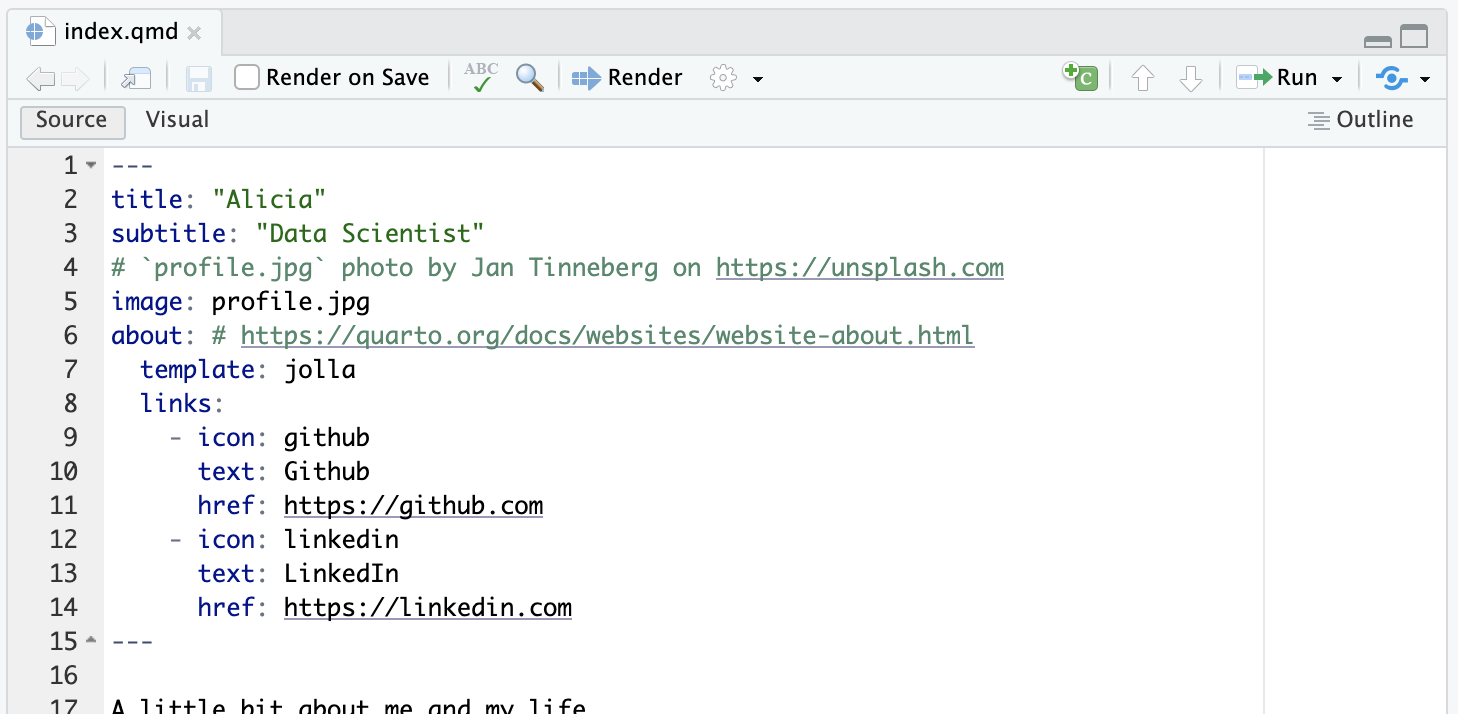 index.qmd
Render on Save ABC Render C Run
Source Visual Outline
1 ---
2 title: "Alicia"
3 subtitle: "Data Scientist"
4 # `profile.jpg` photo by Jan Tinneberg on https://unsplash.com
5 image: profile.jpg
6 about: # https://quarto.org/docs/websites/website-about.html
7   template: jolla
8   links:
9     - icon: github
10       text: Github
11       href: https://github.com
12     - icon: linkedin
13       text: LinkedIn
14       href: https://linkedin.com
15 ---
16
17 A little bit about me and my life